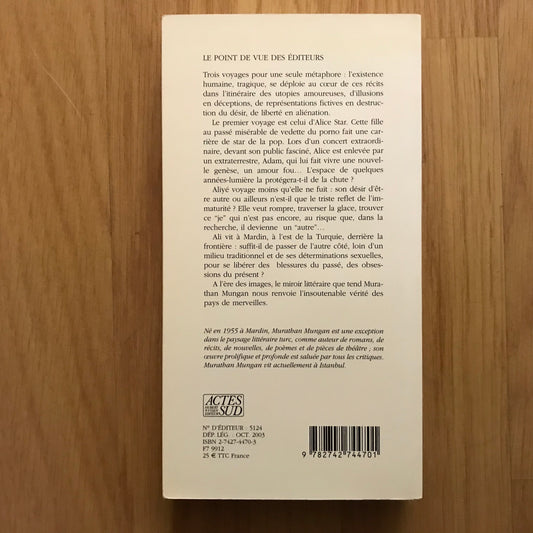 LE POINT DE VUE DES ÉDITEURS
Trois voyages pour une seule métaphore : l'existence
humaine, tragique, se déploie au cœur de ces récits
dans l'itinéraire des utopies amoureuses, d'illusions
en déceptions, de représentations fictives en destruc-
tion du désir, de liberté en aliénation.
Le premier voyage est celui d'Alice Star. Cette fille
au passé misérable de vedette du porno fait une car-
rière de star de la pop. Lors d'un concert extraordi-
naire, devant son public fasciné, Alice est enlevée par
un extraterrestre, Adam, qui lui fait vivre une nouvel-
le genèse, un amour fou... L'espace de quelques
années-lumière la protégera-t-il de la chute ?
Aliyé voyage moins qu'elle ne fuit : son désir d'êt-
re autre ou ailleurs n'est-il que le triste reflet de l'im-
maturité ? Elle veut rompre, traverser la glace, trouver
ce "je" qui n'est pas encore, au risque que, dans la
recherche, il devienne un "autre"...
Ali vit à Mardin, à l'est de la Turquie, derrière la
frontière : suffit-il de passer de l'autre côté, loin d'un
milieu traditionnel et de ses déterminations sexuelles,
pour se libérer des blessures du passé, des obses-
sions du présent ?
A l'ère des images, le miroir littéraire que tend Mura-
than Mungan nous renvoie l'insoutenable vérité des
pays de merveilles.
Né en 1955 à Mardin, Murathan Mungan est une exception
dans le paysage littéraire turc, comme auteur de romans, de
récits, de nouvelles, de poèmes et de pièces de théâtre ; son
œuvre prolifique et profonde est saluée par tous les critiques.
Murathan Mungan vit actuellement à Istanbul.
ACTES
SUD
N° D'ÉDITEUR : 5124
DÉP. LÉG. : OCT. 2003
ISBN 2-7427-4470-3
F7 9912
25 € TTC France
9 782742 744701